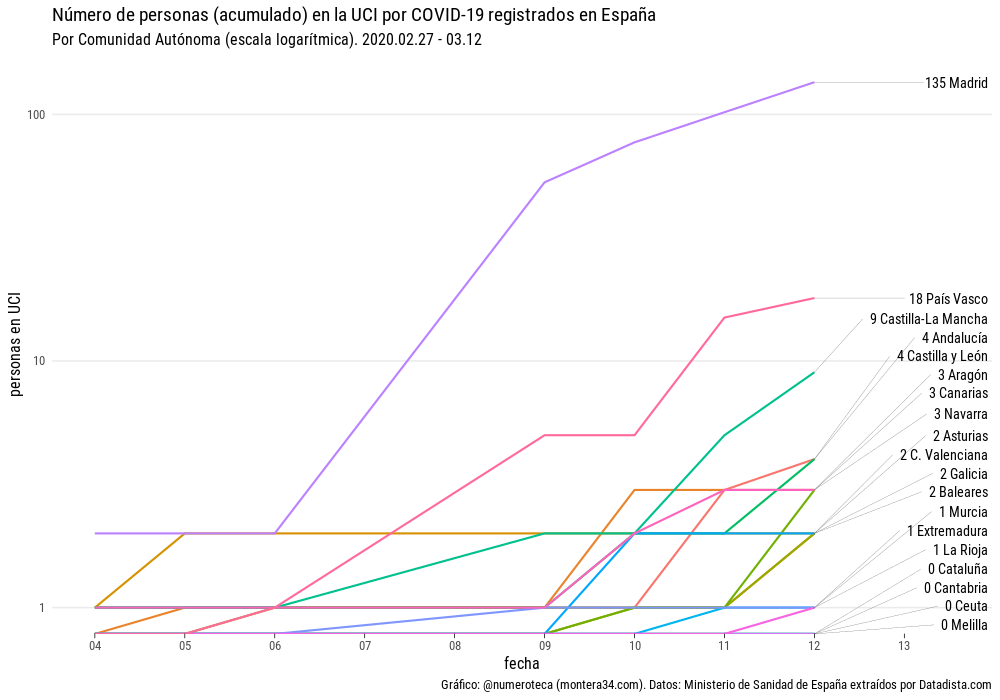 Número de personas (acumulado) en la UCI por COVID-19 registrados en España
Por Comunidad Autónoma (escala logarítmica). 2020.02.27 - 03.12
135 Madrid
100
18 País Vasco
9 Castilla-La Mancha
4 Andalucía
4 Castilla y León
10
3 Aragón
3 Canarias
3 Navarra
2 Asturias
2 C. Valenciana
2 Galicia
2 Baleares
1 Murcia
1 Extremadura
1 La Rioja
0 Cataluña
0 Cantabria
0 Ceuta
0 Melilla
1
personas en UCI
04 05 06 07 08 09 10 11 12 13
fecha
Gráfico: @numeroteca (montera34.com). Datos: Ministerio de Sanidad de España extraídos por Datadista.com